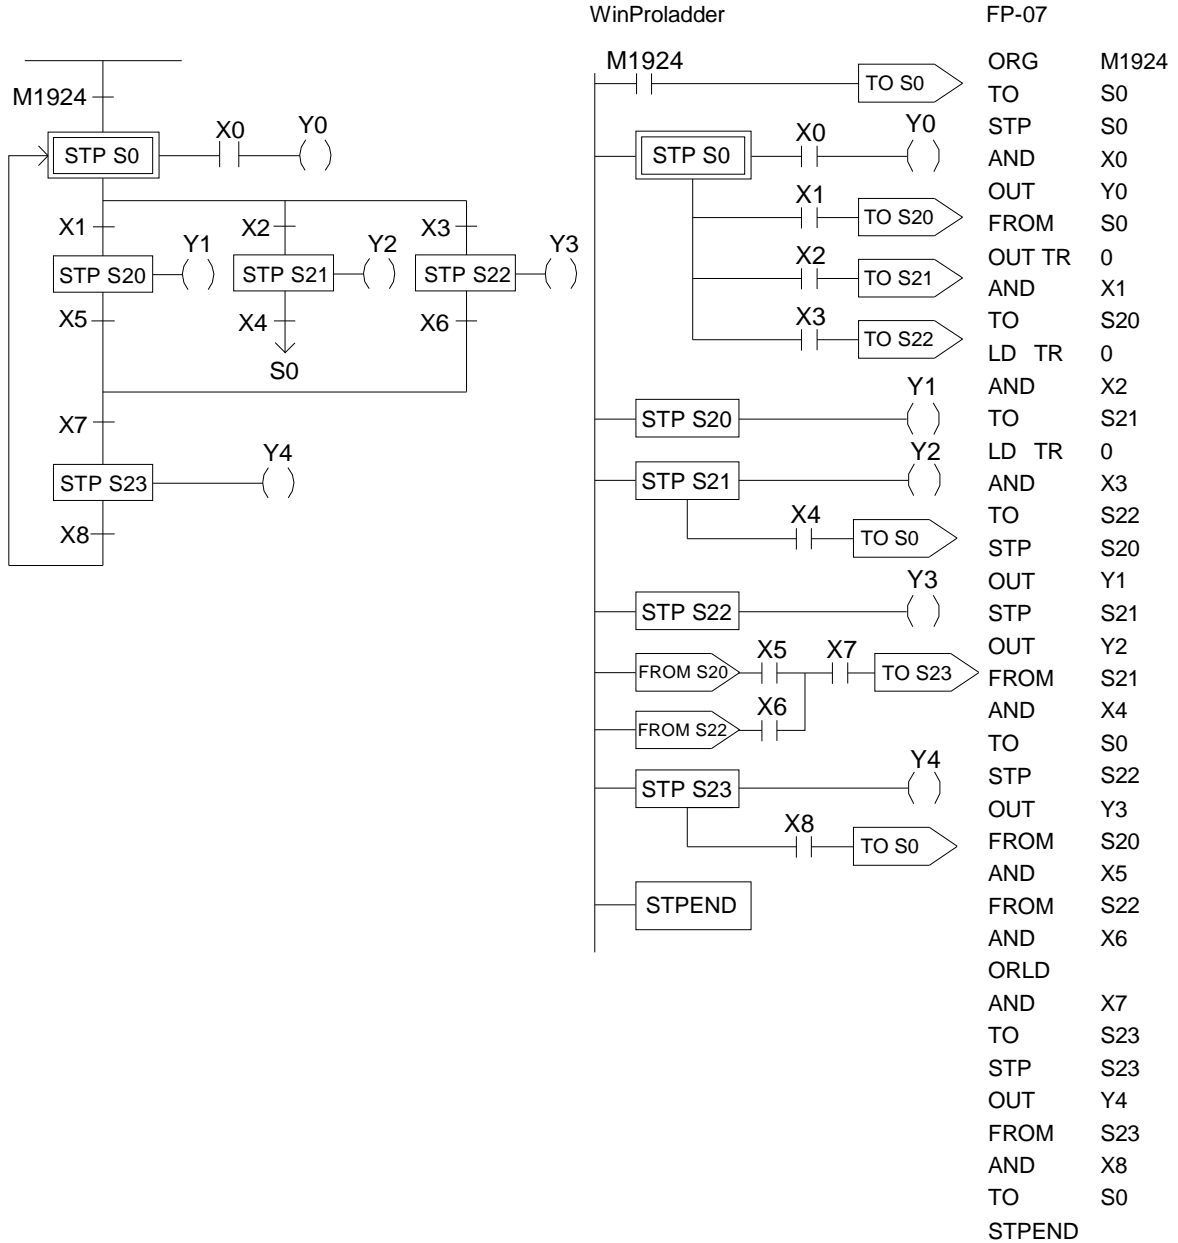 WinProladder
FP-07
M1924
STP S0
X0
Y0
X1
X2
X3
Y1
Y2
Y3
STP S20
STP S21
STP S22
X5
X4
X6
S0
X7
Y4
STP S23
X8
M1924
TO S0
STP S0
X0
Y0
X1
TO S20
X2
TO S21
X3
TO S22
Y1
STP S20
Y2
STP S21
X4
TO S0
Y3
STP S22
FROM S20
X5
X7
TO S23
FROM S22
X6
Y4
STP S23
X8
TO S0
STPEND
ORG M1924
TO S0
STP S0
AND X0
OUT Y0
FROM S0
OUT TR 0
AND X1
TO S20
LD TR 0
AND X2
TO S21
LD TR 0
AND X3
TO S22
STP S20
OUT Y1
STP S21
OUT Y2
FROM S21
AND X4
TO S0
STP S22
OUT Y3
FROM S20
AND X5
FROM S22
AND X6
ORLD
AND X7
TO S23
STP S23
OUT Y4
FROM S23
AND X8
TO S0
STPEND